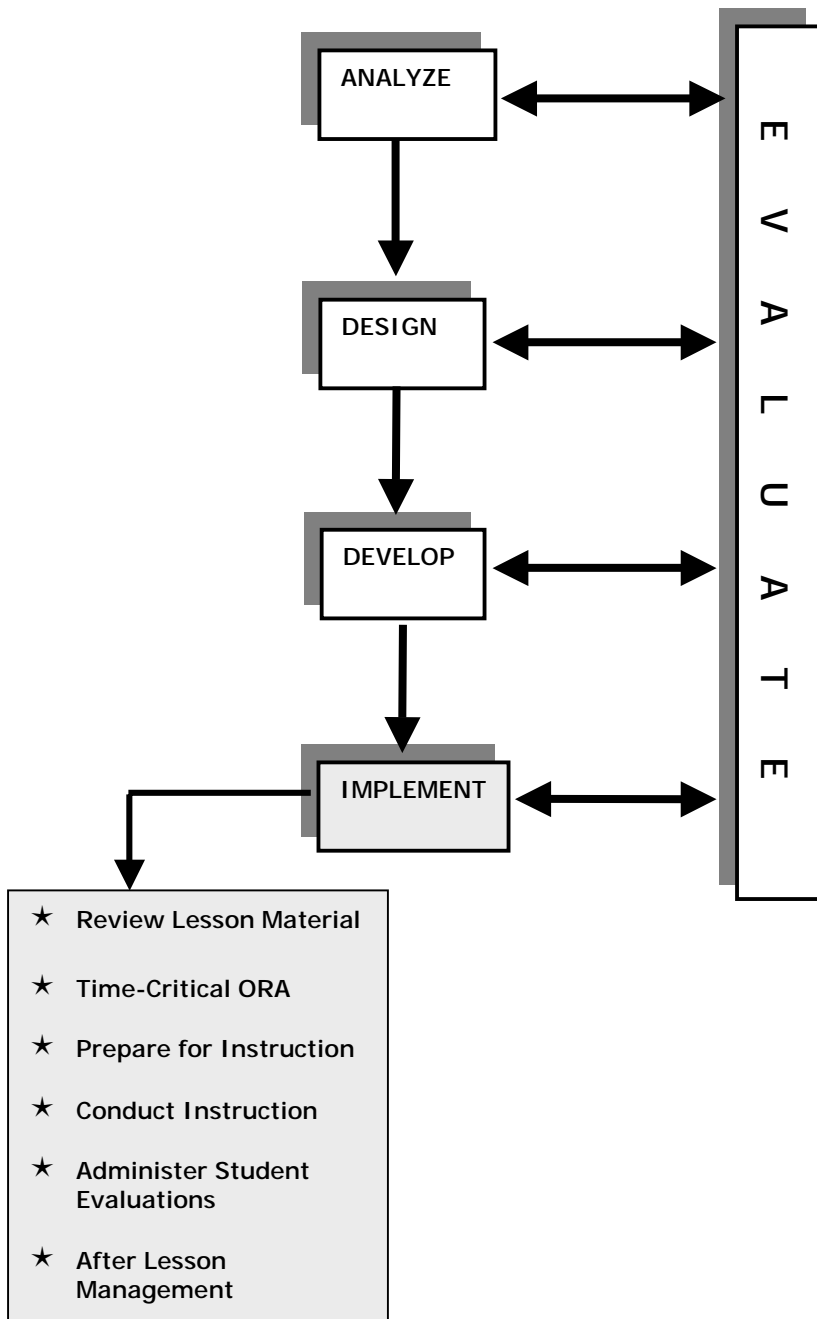 ANALYZE
DESIGN
DEVELOP
IMPLEMENT
EVALUATE
★ Review Lesson Material
★ Time-Critical ORA
★ Prepare for Instruction
★ Conduct Instruction
★ Administer Student
Evaluations
★ After Lesson
Management